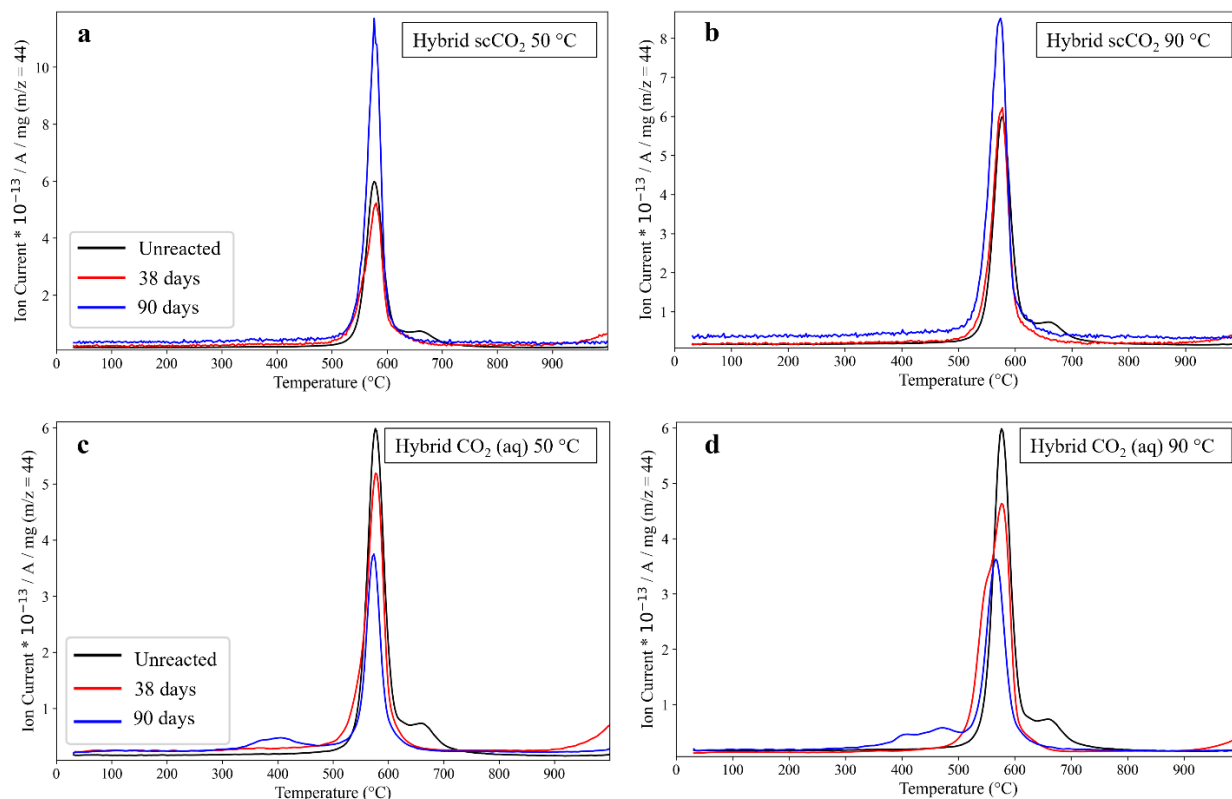 a
Hybrid scCO₂ 50 °C
Ion Current * 10⁻¹³ / A / mg (m/z = 44)
10
8
6
4
2
Unreacted
38 days
90 days
0 100 200 300 400 500 600 700 800 900
Temperature (°C)
b
Hybrid scCO₂ 90 °C
Ion Current * 10⁻¹³ / A / mg (m/z = 44)
8
7
6
5
4
3
2
1
0 100 200 300 400 500 600 700 800 900
Temperature (°C)
c
Hybrid CO₂ (aq) 50 °C
Ion Current * 10⁻¹³ / A / mg (m/z = 44)
6
5
4
3
2
1
Unreacted
38 days
90 days
0 100 200 300 400 500 600 700 800 900
Temperature (°C)
d
Hybrid CO₂ (aq) 90 °C
Ion Current * 10⁻¹³ / A / mg (m/z = 44)
6
5
4
3
2
1
0 100 200 300 400 500 600 700 800 900
Temperature (°C)